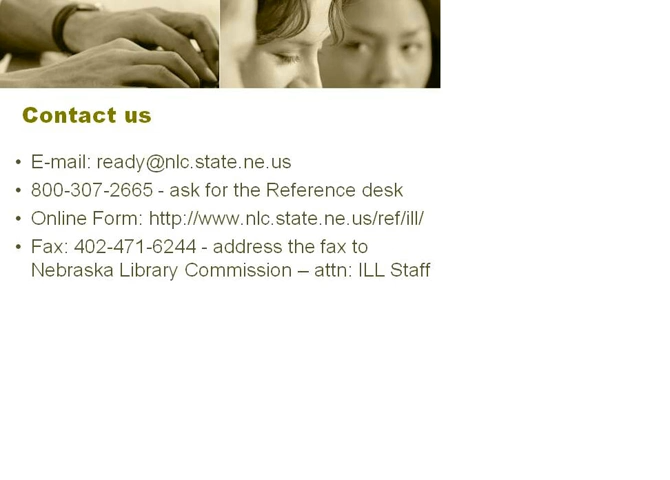 Contact us
• E-mail: ready@nlc.state.ne.us
• 800-307-2665 - ask for the Reference desk
• Online Form: http://www.nlc.state.ne.us/ref/ill/
• Fax: 402-471-6244 - address the fax to
Nebraska Library Commission – attn: ILL Staff